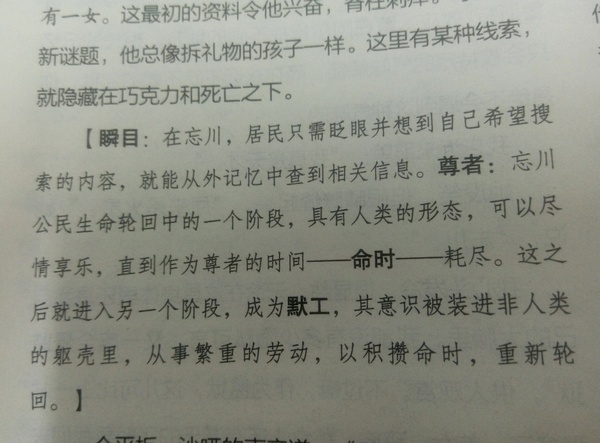 有一女。这最初的资料令他兴奋，脊柱刺痒。
新谜题，他总像拆礼物的孩子一样。这里有某种线索，
就隐藏在巧克力和死亡之下。
【瞬目：在忘川，居民只需眨眼并想到自己希望搜
索的内容，就能从外记忆中查到相关信息。尊者：忘川
公民生命轮回中的一个阶段，具有人类的形态，可以尽
情享乐，直到作为尊者的时间——命时——耗尽。这之
后就进入另一个阶段，成为默工，其意识被装进非人类
的躯壳里，从事繁重的劳动，以积攒命时，重新轮
回。】